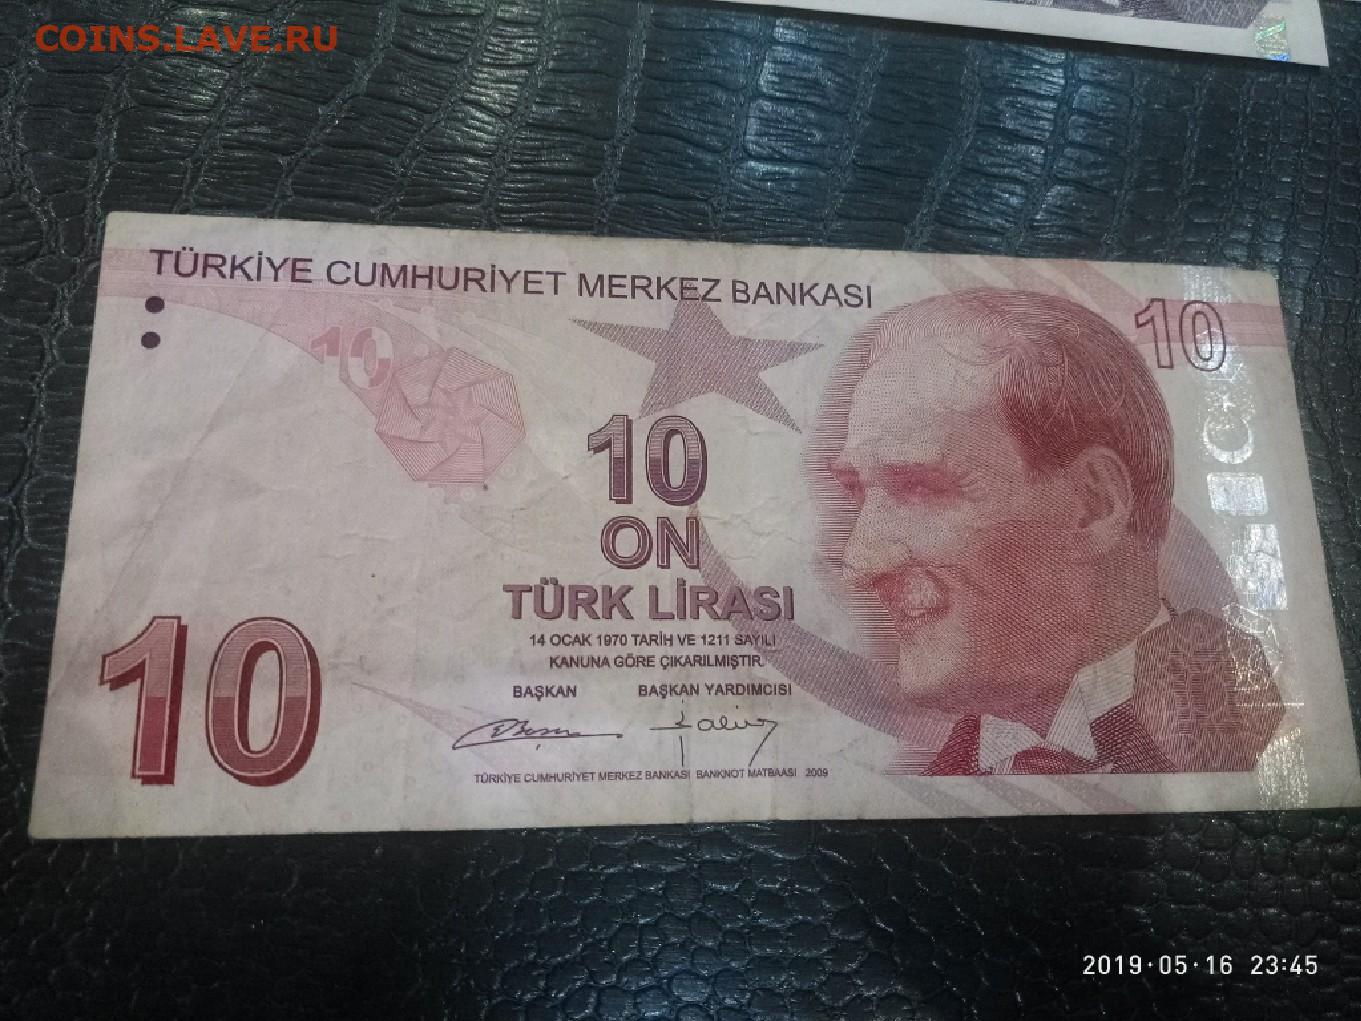 COINS.LAVE.RU
TÜRKİYE CUMHURİYET MERKEZ BANKASI
10
10
10
ON
TÜRK LİRASI
14 OCAK 1970 TARİH VE 1211 SAYILI
KANUNA GÖRE ÇIKARILMIŞTIR.
BAŞKAN BAŞKAN YARDIMCISI
10
TÜRKİYE CUMHURİYET MERKEZ BANKASI BANKNOT MATBAASI 2009
2019·05·16 23:45